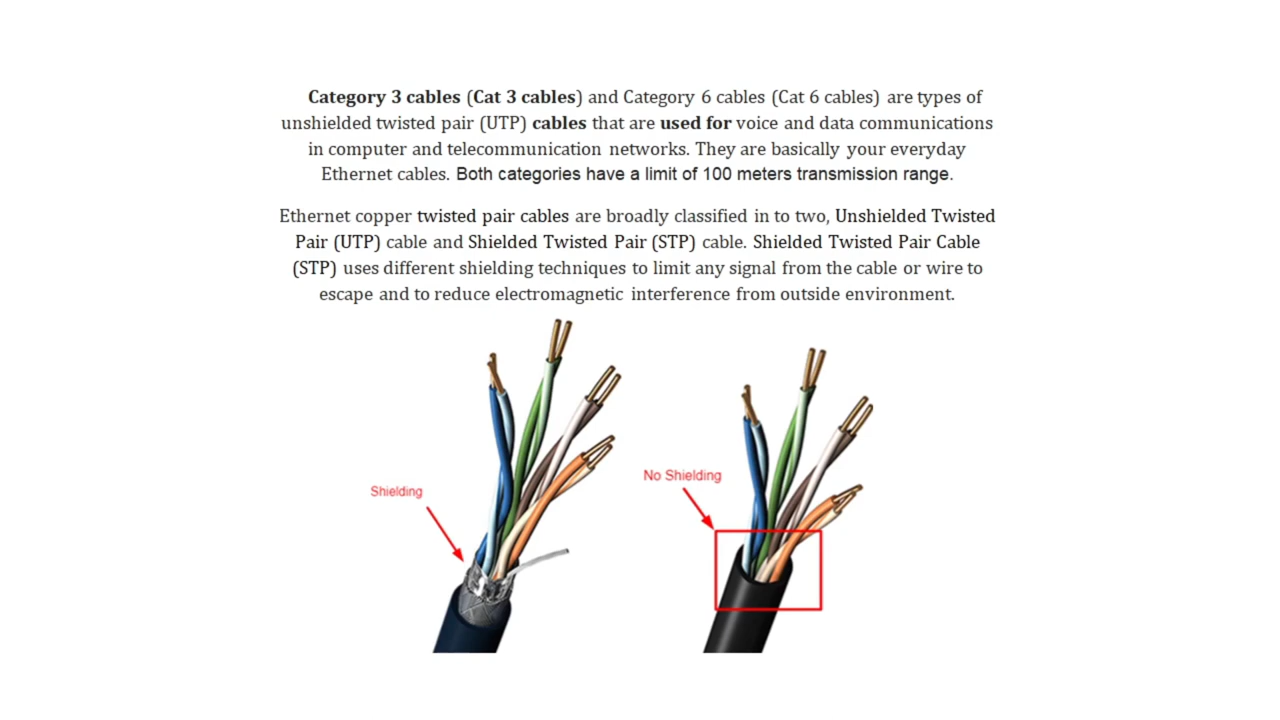 Category 3 cables (Cat 3 cables) and Category 6 cables (Cat 6 cables) are types of
unshielded twisted pair (UTP) cables that are used for voice and data communications
in computer and telecommunication networks. They are basically your everyday
Ethernet cables. Both categories have a limit of 100 meters transmission range.
Ethernet copper twisted pair cables are broadly classified in to two, Unshielded Twisted
Pair (UTP) cable and Shielded Twisted Pair (STP) cable. Shielded Twisted Pair Cable
(STP) uses different shielding techniques to limit any signal from the cable or wire to
escape and to reduce electromagnetic interference from outside environment.
Shielding
No Shielding